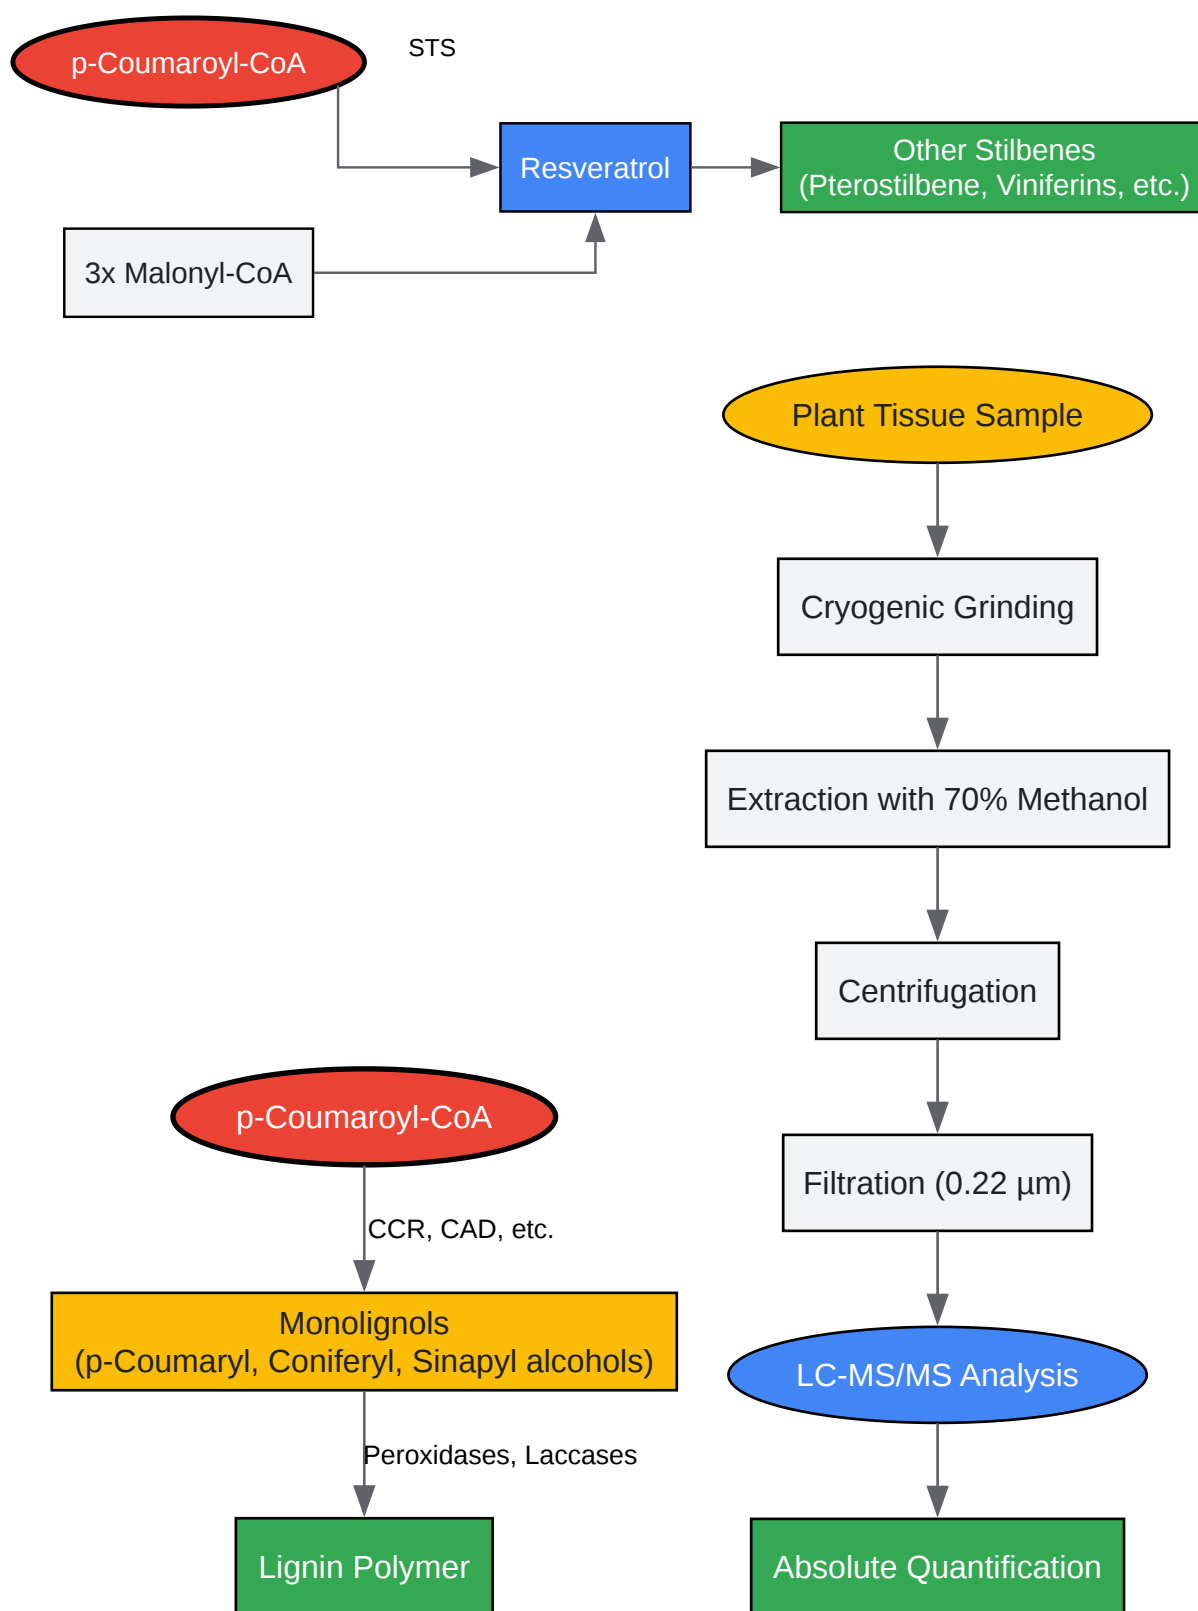 p-Coumaroyl-CoA
STS
Resveratrol
Other Stilbenes
(Pterostilbene, Viniferins, etc.)
3x Malonyl-CoA
Plant Tissue Sample
Cryogenic Grinding
Extraction with 70% Methanol
Centrifugation
Filtration (0.22 µm)
LC-MS/MS Analysis
Absolute Quantification
p-Coumaroyl-CoA
CCR, CAD, etc.
Monolignols
(p-Coumaryl, Coniferyl, Sinapyl alcohols)
Peroxidases, Laccases
Lignin Polymer